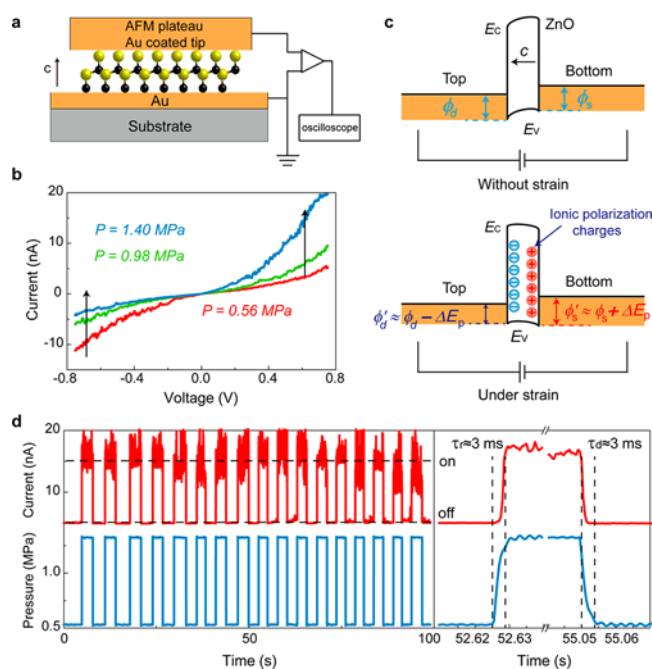 a
AFM plateau
Au coated tip
c
Au
Substrate
oscilloscope
b
20
10
0
-10
Current (nA)
P = 1.40 MPa
P = 0.98 MPa
P = 0.56 MPa
-0.8
-0.4
0.0
0.4
0.8
Voltage (V)
c
EC
ZnO
c
Top
Bottom
ϕd
ϕs
EV
Without strain
Ionic polarization
charges
EC
Top
Bottom
ϕ'd ≈ ϕd − ΔEp
ϕ's ≈ ϕs + ΔEp
EV
Under strain
d
20
10
Current (nA)
1.0
0.5
Pressure (MPa)
0
50
100
Time (s)
τr≈3 ms
τd≈3 ms
on
off
52.62
52.63
55.05
55.06
Time (s)